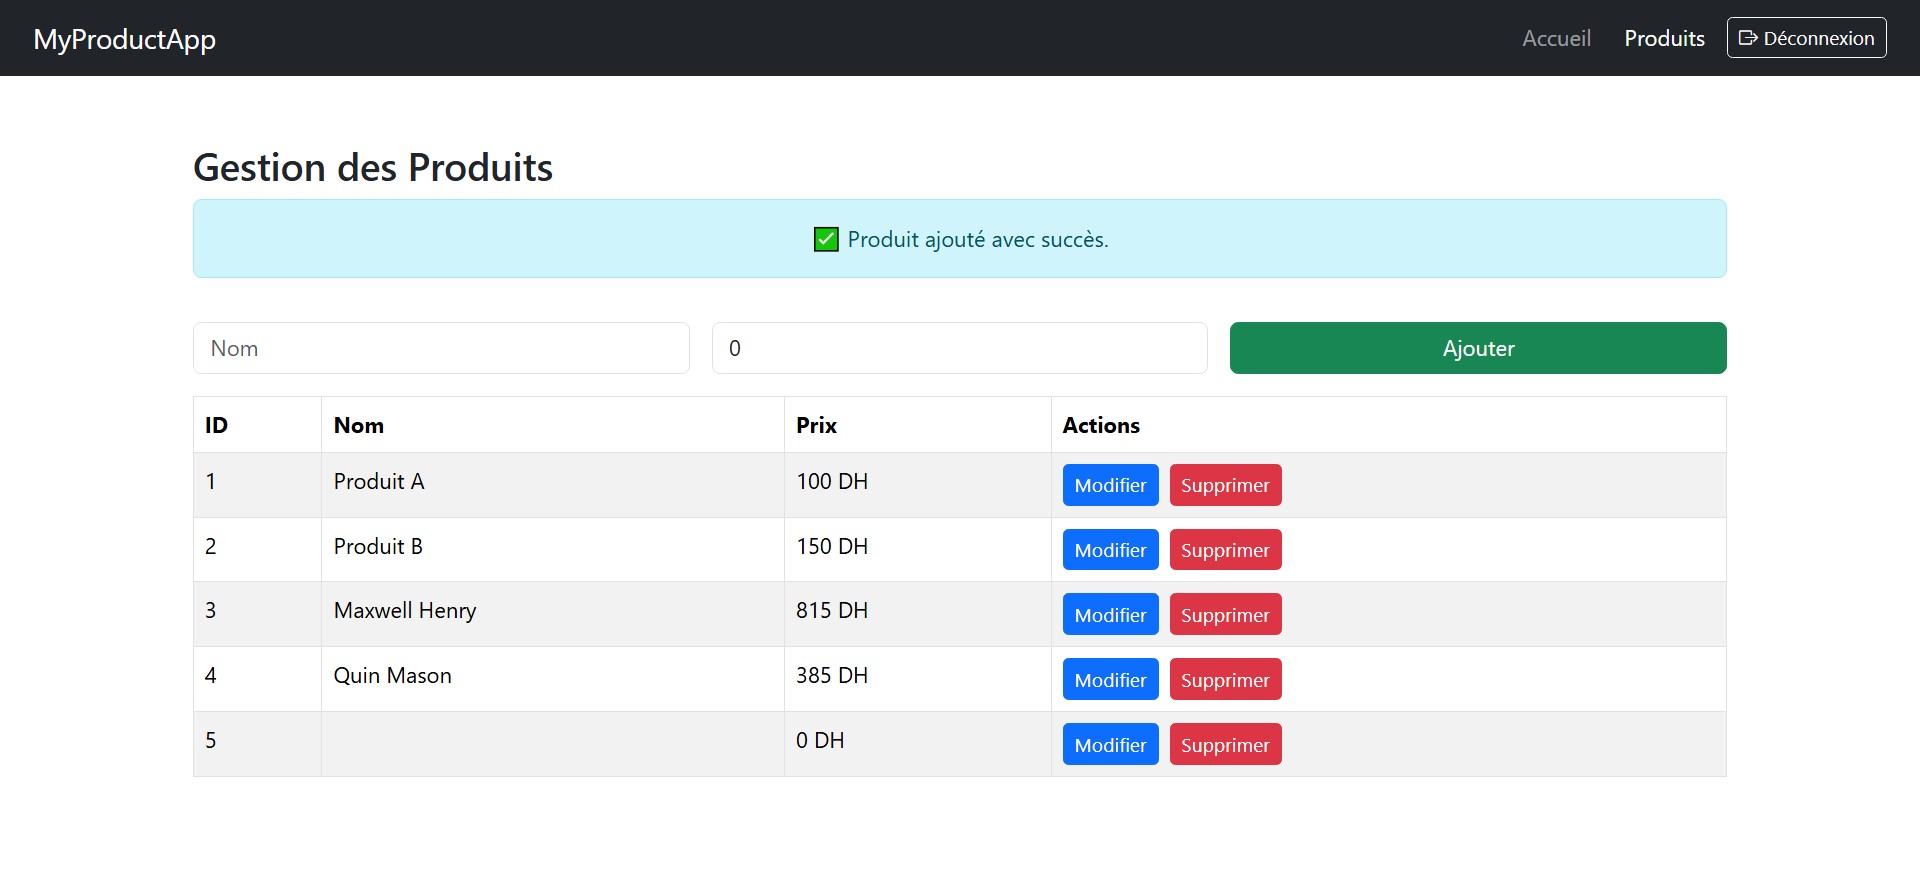 MyProductApp Accueil Produits Déconnexion
Gestion des Produits
✅ Produit ajouté avec succès.
Nom 0 Ajouter
ID Nom Prix Actions
1 Produit A 100 DH Modifier Supprimer
2 Produit B 150 DH Modifier Supprimer
3 Maxwell Henry 815 DH Modifier Supprimer
4 Quin Mason 385 DH Modifier Supprimer
5 0 DH Modifier Supprimer